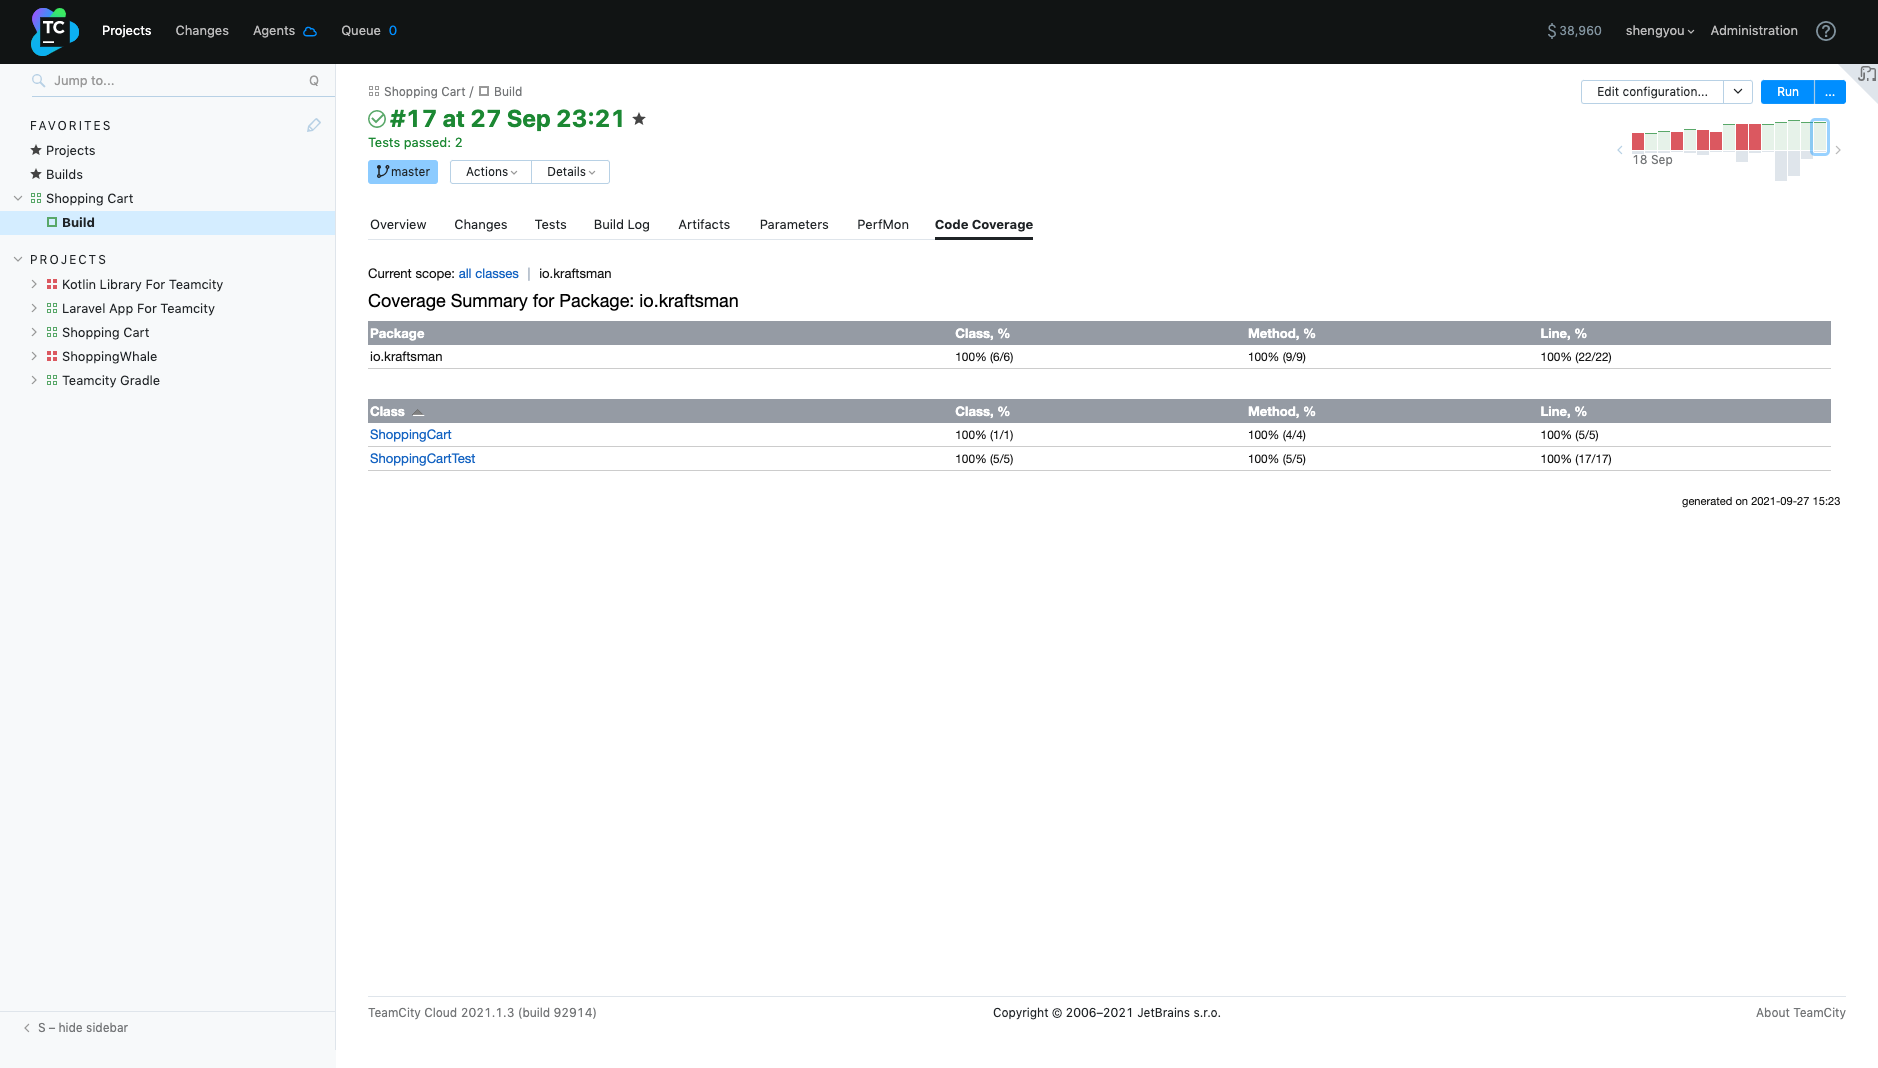 TC
Projects
Changes
Agents
Queue 0
$ 38,960
shengyou
Administration
?
Jump to...
Q
FAVORITES
Projects
Builds
Shopping Cart
Build
PROJECTS
Kotlin Library For Teamcity
Laravel App For Teamcity
Shopping Cart
ShoppingWhale
Teamcity Gradle
S – hide sidebar
Shopping Cart / Build
#17 at 27 Sep 23:21
Tests passed: 2
master
Actions
Details
Edit configuration...
Run
...
18 Sep
Overview Changes Tests Build Log Artifacts Parameters PerfMon Code Coverage
Current scope: all classes | io.kraftsman
Coverage Summary for Package: io.kraftsman
Package Class, % Method, % Line, %
io.kraftsman 100% (6/6) 100% (9/9) 100% (22/22)
Class Class, % Method, % Line, %
ShoppingCart 100% (1/1) 100% (4/4) 100% (5/5)
ShoppingCartTest 100% (5/5) 100% (5/5) 100% (17/17)
generated on 2021-09-27 15:23
TeamCity Cloud 2021.1.3 (build 92914)
Copyright © 2006–2021 JetBrains s.r.o.
About TeamCity